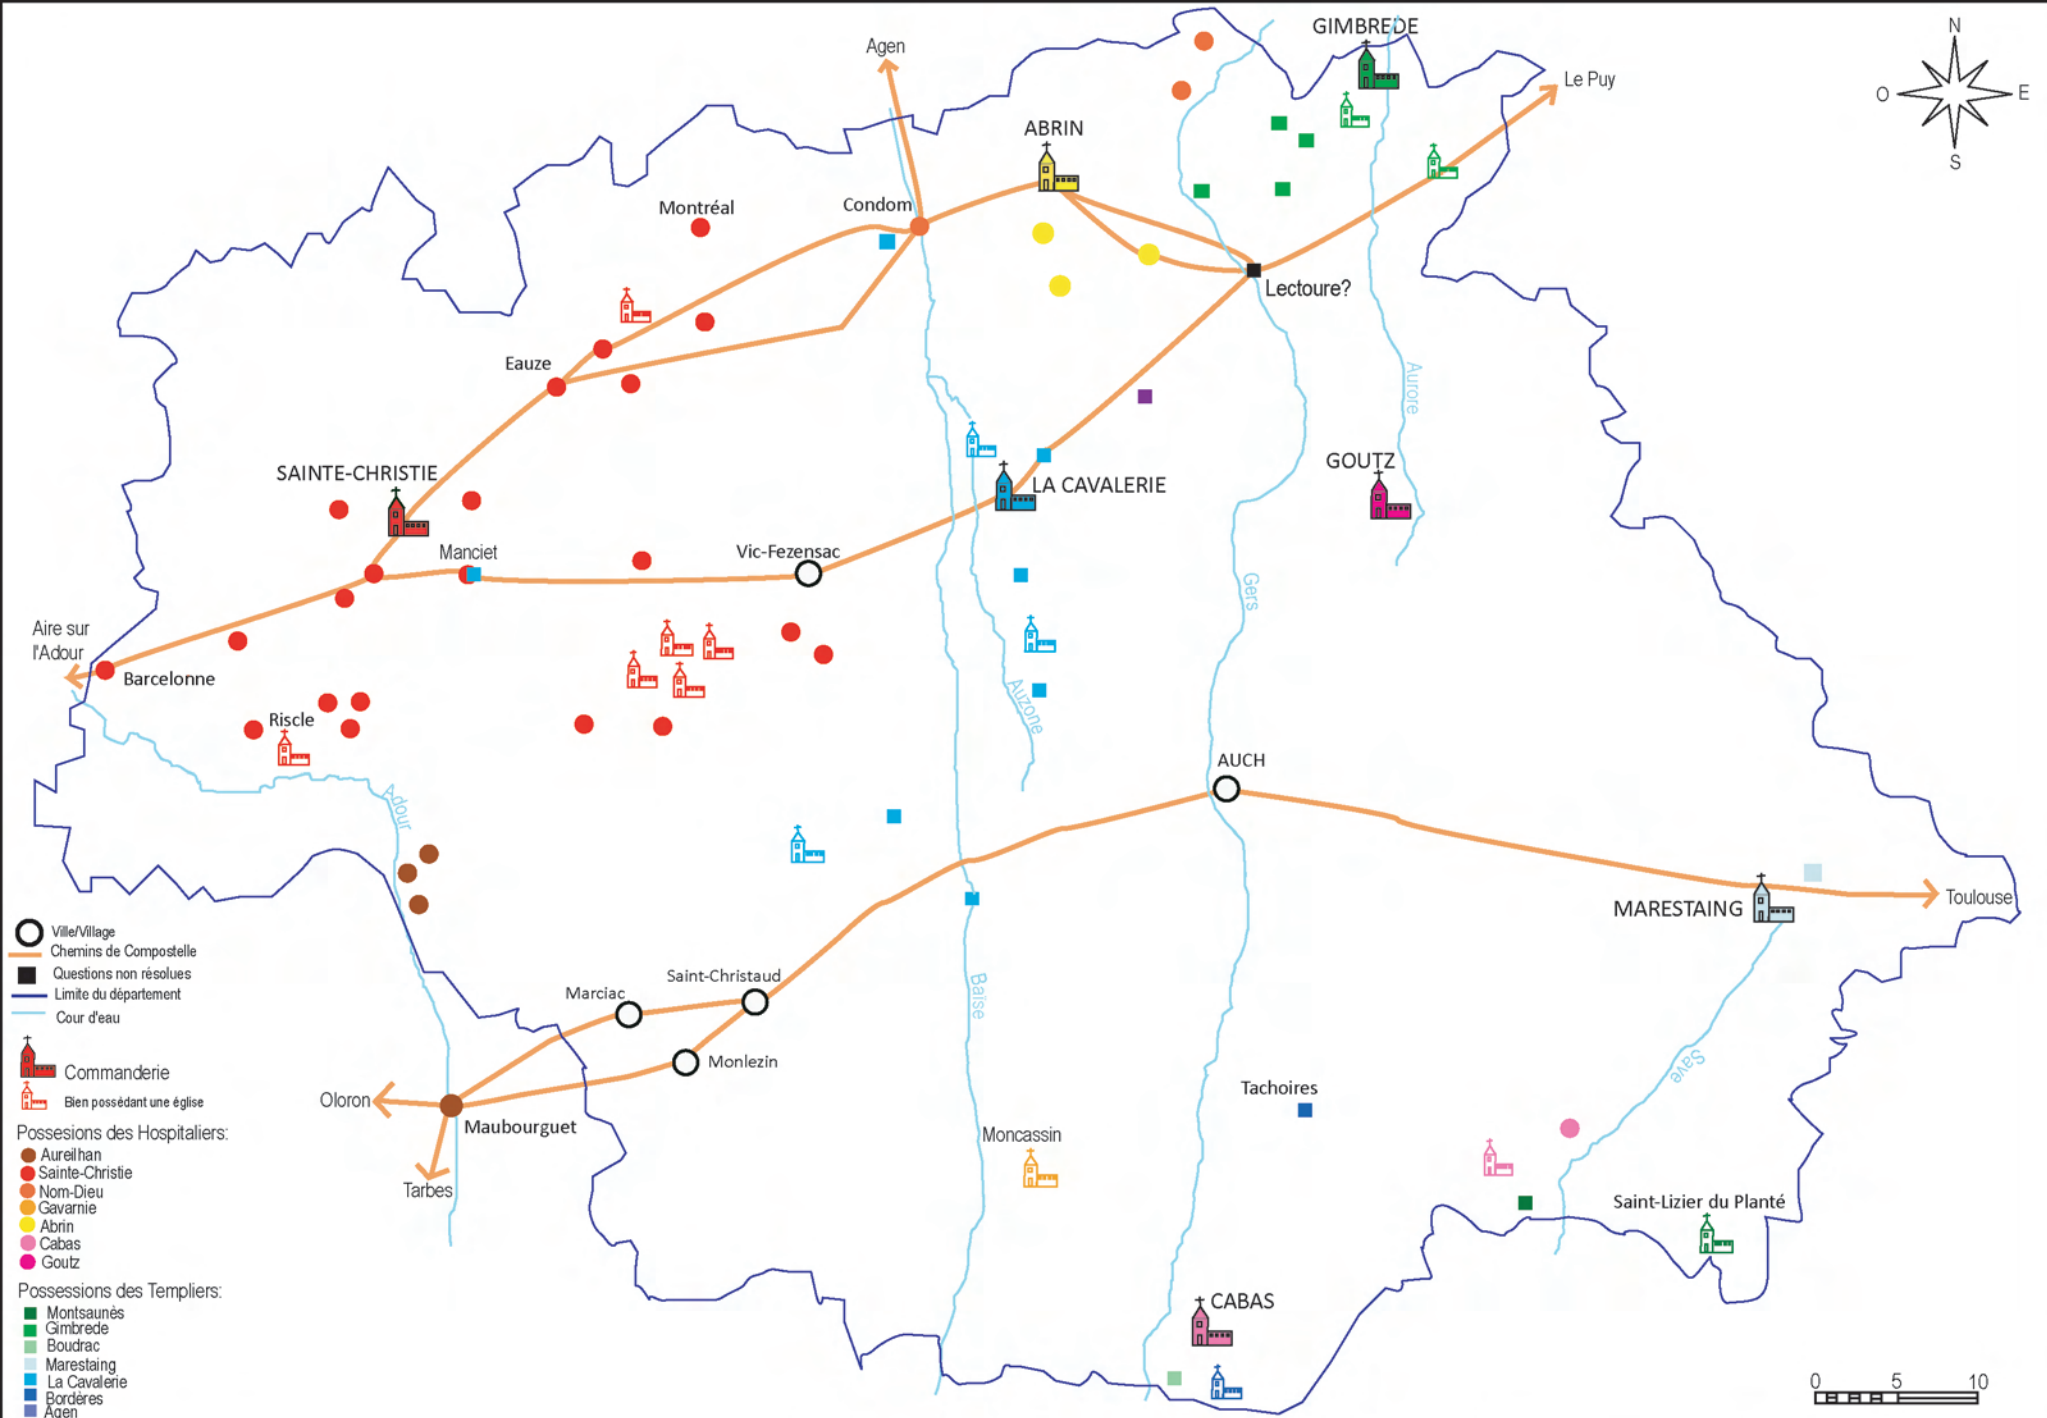 GIMBREDE
N
Agen
Le Puy
O
E
ABRIN
S
Montréal
Condom
Lectoure?
Eauze
Aurore
SAINTE-CHRISTIE
GOUTZ
LA CAVALERIE
Manciet
Vic-Fezensac
Gers
Aire sur
l'Adour
Barcelonne
Riscle
Auzone
AUCH
Adour
MARESTAING
Toulouse
Ville/Village
Chemins de Compostelle
Questions non résolues
Limite du département
Cour d'eau
Commanderie
Bien possèdant une église
Possesions des Hospitaliers:
Aureilhan
Sainte-Christie
Nom-Dieu
Gavarnie
Abrin
Cabas
Goutz
Possessions des Templiers:
Montsaunès
Gimbrede
Boudrac
Marestaing
La Cavalerie
Bordères
Agen
Saint-Christaud
Marciac
Baïse
Monlezin
Save
Oloron
Tachoires
Maubourguet
Moncassin
Tarbes
Saint-Lizier du Planté
CABAS
0 5 10